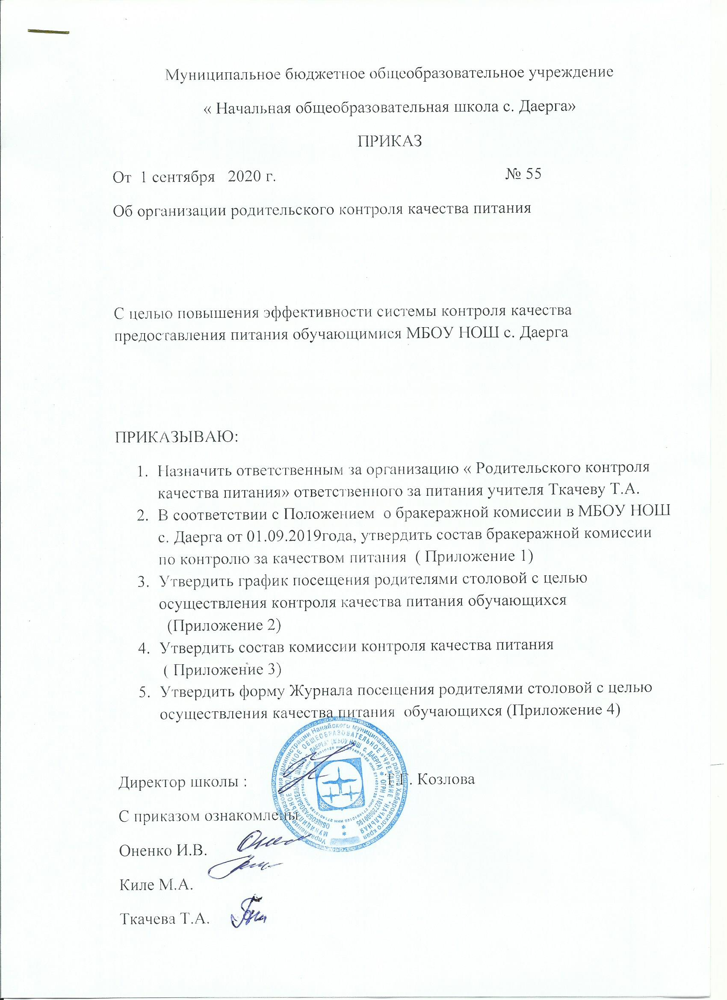 Муниципальное бюджетное общеобразовательное учреждение
« Начальная общеобразовательная школа с. Даерга»
ПРИКАЗ
От 1 сентября 2020 г. № 55
Об организации родительского контроля качества питания
С целью повышения эффективности системы контроля качества
предоставления питания обучающимися МБОУ НОШ с. Даерга
ПРИКАЗЫВАЮ:
1. Назначить ответственным за организацию « Родительского контроля
качества питания» ответственного за питания учителя Ткачеву Т.А.
2. В соответствии с Положением о бракеражной комиссии в МБОУ НОШ
с. Даерга от 01.09.2019года, утвердить состав бракеражной комиссии
по контролю за качеством питания ( Приложение 1)
3. Утвердить график посещения родителями столовой с целью
осуществления контроля качества питания обучающихся
(Приложение 2)
4. Утвердить состав комиссии контроля качества питания
( Приложение 3)
5. Утвердить форму Журнала посещения родителями столовой с целью
осуществления качества питания обучающихся (Приложение 4)
Директор школы : Козлова
С приказом ознакомлены
Оненко И.В.
Киле М.А.
Ткачева Т.А.
Управление образования администрации Нанайского муниципального района Хабаровского края
МУНИЦИПАЛЬНОЕ БЮДЖЕТНОЕ ОБЩЕОБРАЗОВАТЕЛЬНОЕ УЧРЕЖДЕНИЕ "НАЧАЛЬНАЯ
ОБЩЕОБРАЗОВАТЕЛЬНАЯ ШКОЛА с. ДАЕРГА" (МБОУ НОШ с. ДАЕРГА) * ОГРН 1102720000195
ИНН 2714010128